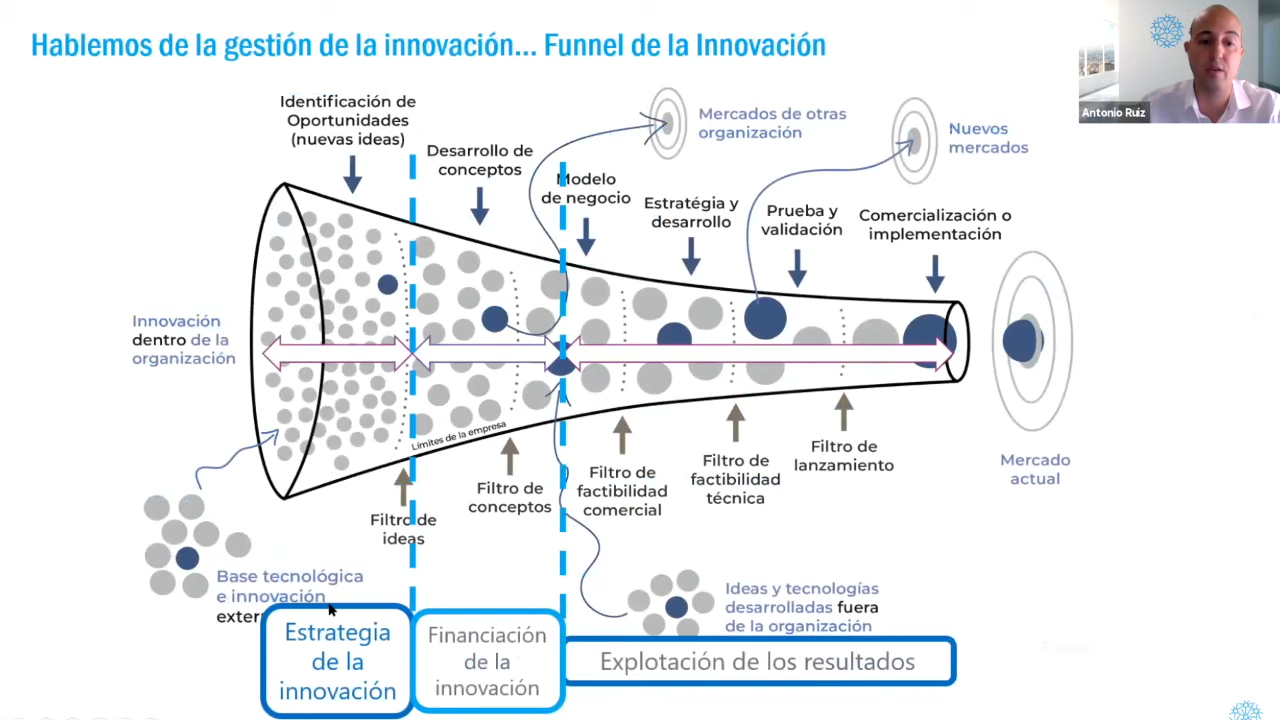 Hablemos de la gestión de la innovación... Funnel de la Innovación
Antonio Ruiz
Identificación de
Oportunidades
(nuevas ideas)
Desarrollo de
conceptos
Modelo
de negocio
Estratégia y
desarrollo
Prueba y
validación
Comercialización o
implementación
Mercados de otras
organización
Nuevos
mercados
Innovación
dentro de la
organización
Límites de la empresa
Mercado
actual
Filtro de
ideas
Filtro de
conceptos
Filtro de
factibilidad
comercial
Filtro de
factibilidad
técnica
Filtro de
lanzamiento
Base tecnológica
e innovación
Ideas y tecnologías
desarrolladas fuera
de la organización
Estrategia
de la
innovación
Financiación
de la
innovación
Explotación de los resultados